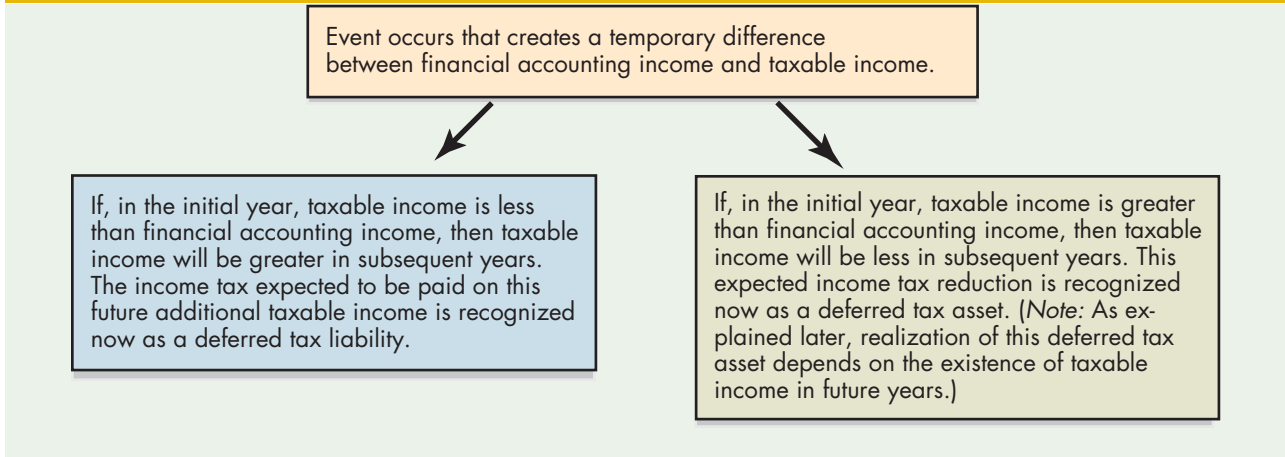 Event occurs that creates a temporary difference
between financial accounting income and taxable income.
If, in the initial year, taxable income is less
than financial accounting income, then taxable
income will be greater in subsequent years.
The income tax expected to be paid on this
future additional taxable income is recognized
now as a deferred tax liability.
If, in the initial year, taxable income is greater
than financial accounting income, then taxable
income will be less in subsequent years. This
expected income tax reduction is recognized
now as a deferred tax asset. (Note: As ex-
plained later, realization of this deferred tax
asset depends on the existence of taxable
income in future years.)